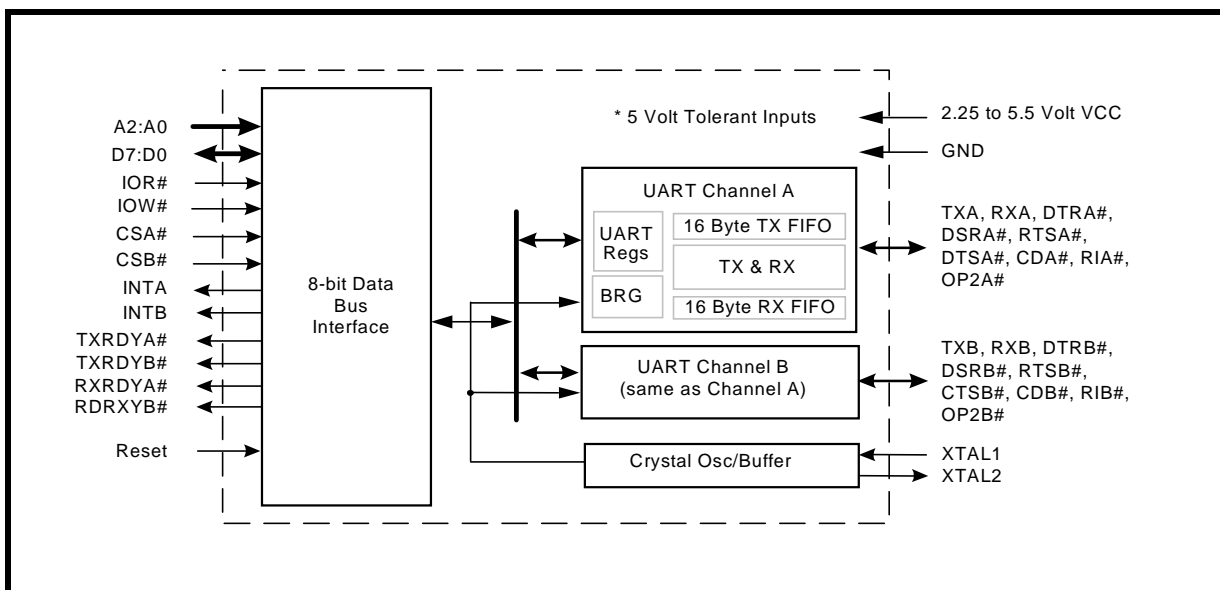 A2:A0
D7:D0
IOR#
IOW#
CSA#
CSB#
INTA
INTB
TXRDYA#
TXRDYB#
RXRDYA#
RDRXYB#
Reset
8-bit Data
Bus
Interface
* 5 Volt Tolerant Inputs
UART Channel A
UART
Regs
BRG
16 Byte TX FIFO
TX & RX
16 Byte RX FIFO
UART Channel B
(same as Channel A)
Crystal Osc/Buffer
2.25 to 5.5 Volt VCC
GND
TXA, RXA, DTRA#,
DSRA#, RTSA#,
DTSA#, CDA#, RIA#,
OP2A#
TXB, RXB, DTRB#,
DSRB#, RTSB#,
CTSB#, CDB#, RIB#,
OP2B#
XTAL1
XTAL2